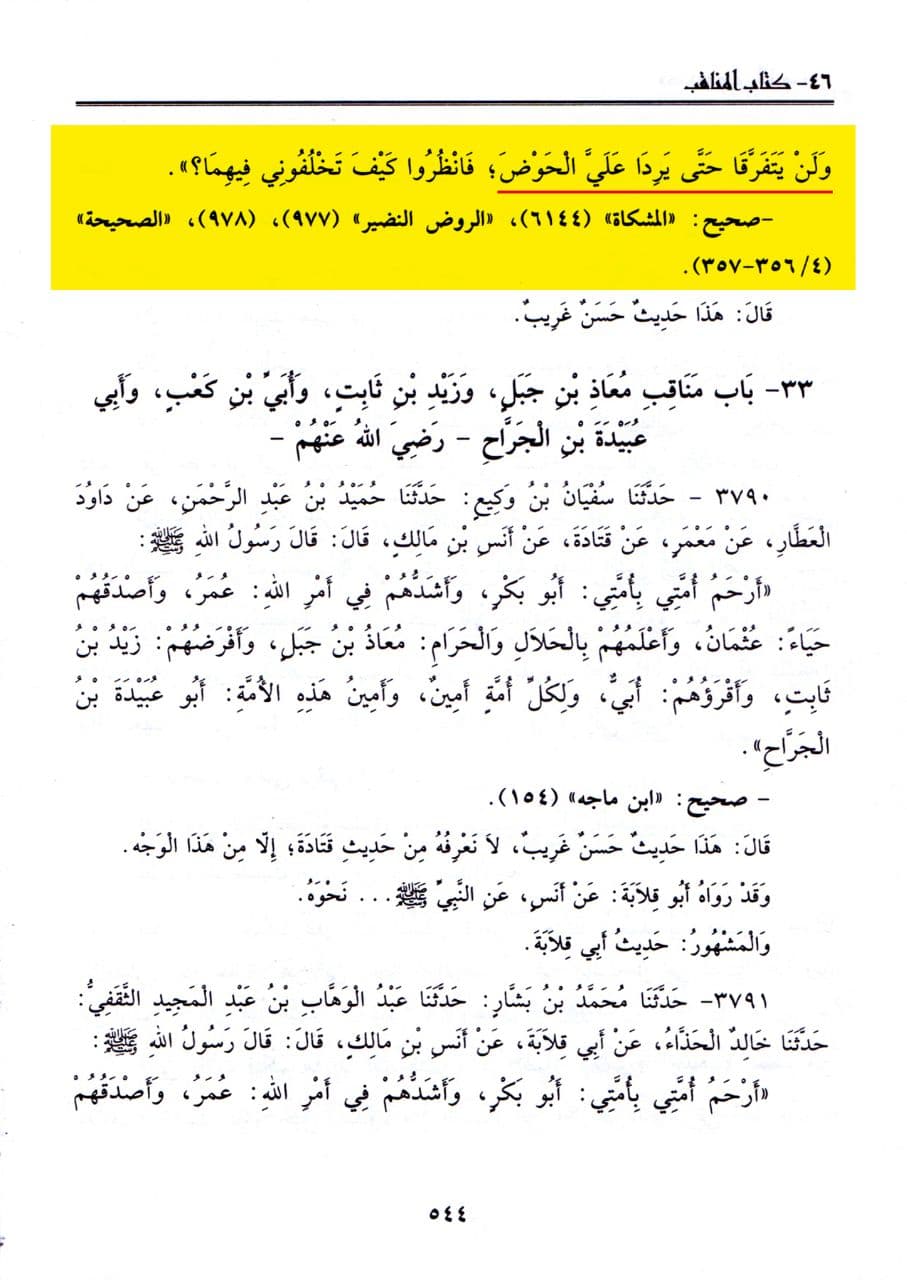 ٤٦- كتاب المناقب
وَلَنْ يَتَفَرَّقَا حَتَّى يَرِدَا عَلَيَّ الْحَوْضَ؛ فَانْظُرُوا كَيْفَ تَخْلُفُونِي فِيهِمَا؟».
-صحيح: «المشكاة» (٦١٤٤)، «الروض النضير» (٩٧٧)، (٩٧٨)، «الصحيحة»
(٤/ ٣٥٦-٣٥٧).
قَالَ: هَذَا حَدِيثٌ حَسَنٌ غَرِيبٌ.
٣٣- بَاب مَنَاقِبِ مُعَاذِ بْنِ جَبَلٍ، وَزَيْدِ بْنِ ثَابِتٍ، وَأُبَيِّ بْنِ كَعْبٍ، وَأَبِي
عُبَيْدَةَ بْنِ الْجَرَّاحِ - رَضِيَ اللهُ عَنْهُمْ -
٣٧٩٠ - حَدَّثَنَا سُفْيَانُ بْنُ وَكِيعٍ: حَدَّثَنَا حُمَيْدُ بْنُ عَبْدِ الرَّحْمَنِ، عَنْ دَاوُدَ
الْعَطَّارِ، عَنْ مَعْمَرٍ، عَنْ قَتَادَةَ، عَنْ أَنَسِ بْنِ مَالِكٍ، قَالَ: قَالَ رَسُولُ اللهِ ﷺ:
«أَرْحَمُ أُمَّتِي بِأُمَّتِي: أَبُو بَكْرٍ، وَأَشَدُّهُمْ فِي أَمْرِ اللهِ: عُمَرُ، وَأَصْدَقُهُمْ
حَيَاءً: عُثْمَانُ، وَأَعْلَمُهُمْ بِالْحَلَالِ وَالْحَرَامِ: مُعَاذُ بْنُ جَبَلٍ، وَأَفْرَضُهُمْ: زَيْدُ بْنُ
ثَابِتٍ، وَأَقْرَؤُهُمْ: أُبَيٌّ، وَلِكُلِّ أُمَّةٍ أَمِينٌ، وَأَمِينُ هَذِهِ الأُمَّةِ: أَبُو عُبَيْدَةَ بْنُ
الْجَرَّاحِ».
- صحيح: «ابن ماجه» (١٥٤).
قَالَ: هَذَا حَدِيثٌ حَسَنٌ غَرِيبٌ، لَا نَعْرِفُهُ مِنْ حَدِيثِ قَتَادَةَ؛ إِلَّا مِنْ هَذَا الْوَجْه.
وَقَدْ رَوَاهُ أَبُو قِلَابَةَ: عَنْ أَنَسٍ، عَنِ النَّبِيِّ ﷺ... نَحْوَهُ.
وَالْمَشْهُورُ: حَدِيثُ أَبِي قِلَابَةَ.
٣٧٩١- حَدَّثَنَا مُحَمَّدُ بْنُ بَشَّارٍ: حَدَّثَنَا عَبْدُ الْوَهَّابِ بْنُ عَبْدِ الْمَجِيدِ الثَّقَفِيُّ:
حَدَّثَنَا خَالِدٌ الْحَذَّاءُ، عَنْ أَبِي قِلَابَةَ، عَنْ أَنَسِ بْنِ مَالِكٍ، قَالَ: قَالَ رَسُولُ اللهِ ﷺ:
«أَرْحَمُ أُمَّتِي بِأُمَّتِي: أَبُو بَكْرٍ، وَأَشَدُّهُمْ فِي أَمْرِ اللهِ: عُمَرُ، وَأَصْدَقُهُمْ
٥٤٤